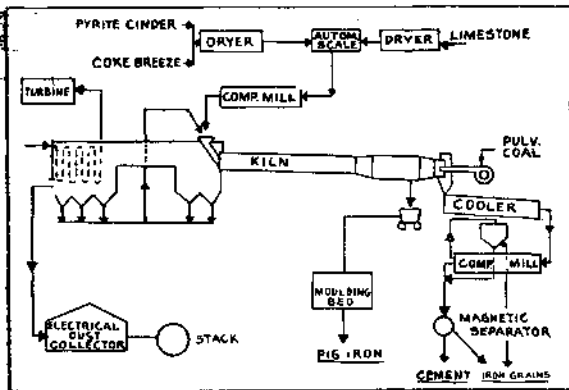 PYRITE CINDER
COKE BREEZE
DRYER
AUTOM.
SCALE
DRYER
LIMESTONE
TURBINE
COMP. MILL
KILN
PULV.
COAL
COOLER
COMP. MILL
MOULDING
BED
ELECTRICAL
DUST
COLLECTOR
STACK
PIG IRON
MAGNETIC
SEPARATOR
CEMENT
IRON GRAINS